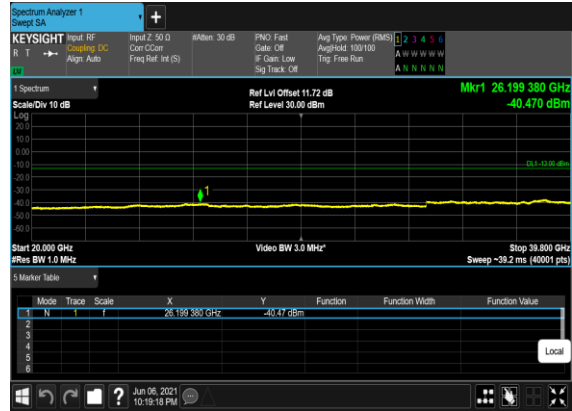 Spectrum Analyzer 1
Swept SA
+
KEYSIGHT Input: RF Input Z: 50 Ω #Atten: 30 dB PNO: Fast Avg Type: Power (RMS) 1 2 3 4 5 6
R T Coupling: DC Corr CCorr Gate: Off Avg|Hold: 100/100 A W W W W W
Align: Auto Freq Ref: Int (S) IF Gain: Low Trig: Free Run
Sig Track: Off A N N N N N
1 Spectrum Ref Lvl Offset 11.72 dB Mkr1 26.199 380 GHz
Scale/Div 10 dB Ref Level 30.00 dBm -40.470 dBm
Log
20.0
10.0
0.00
-10.0 DL1 -13.00 dBm
-20.0
-30.0 1
-40.0
-50.0
-60.0
Start 20.000 GHz Video BW 3.0 MHz* Stop 39.800 GHz
#Res BW 1.0 MHz Sweep ~39.2 ms (40001 pts)
5 Marker Table
Mode Trace Scale X Y Function Function Width Function Value
1 N 1 f 26.199 380 GHz -40.47 dBm
2
3
4
5
6
Local
? Jun 06, 2021
10:19:18 PM